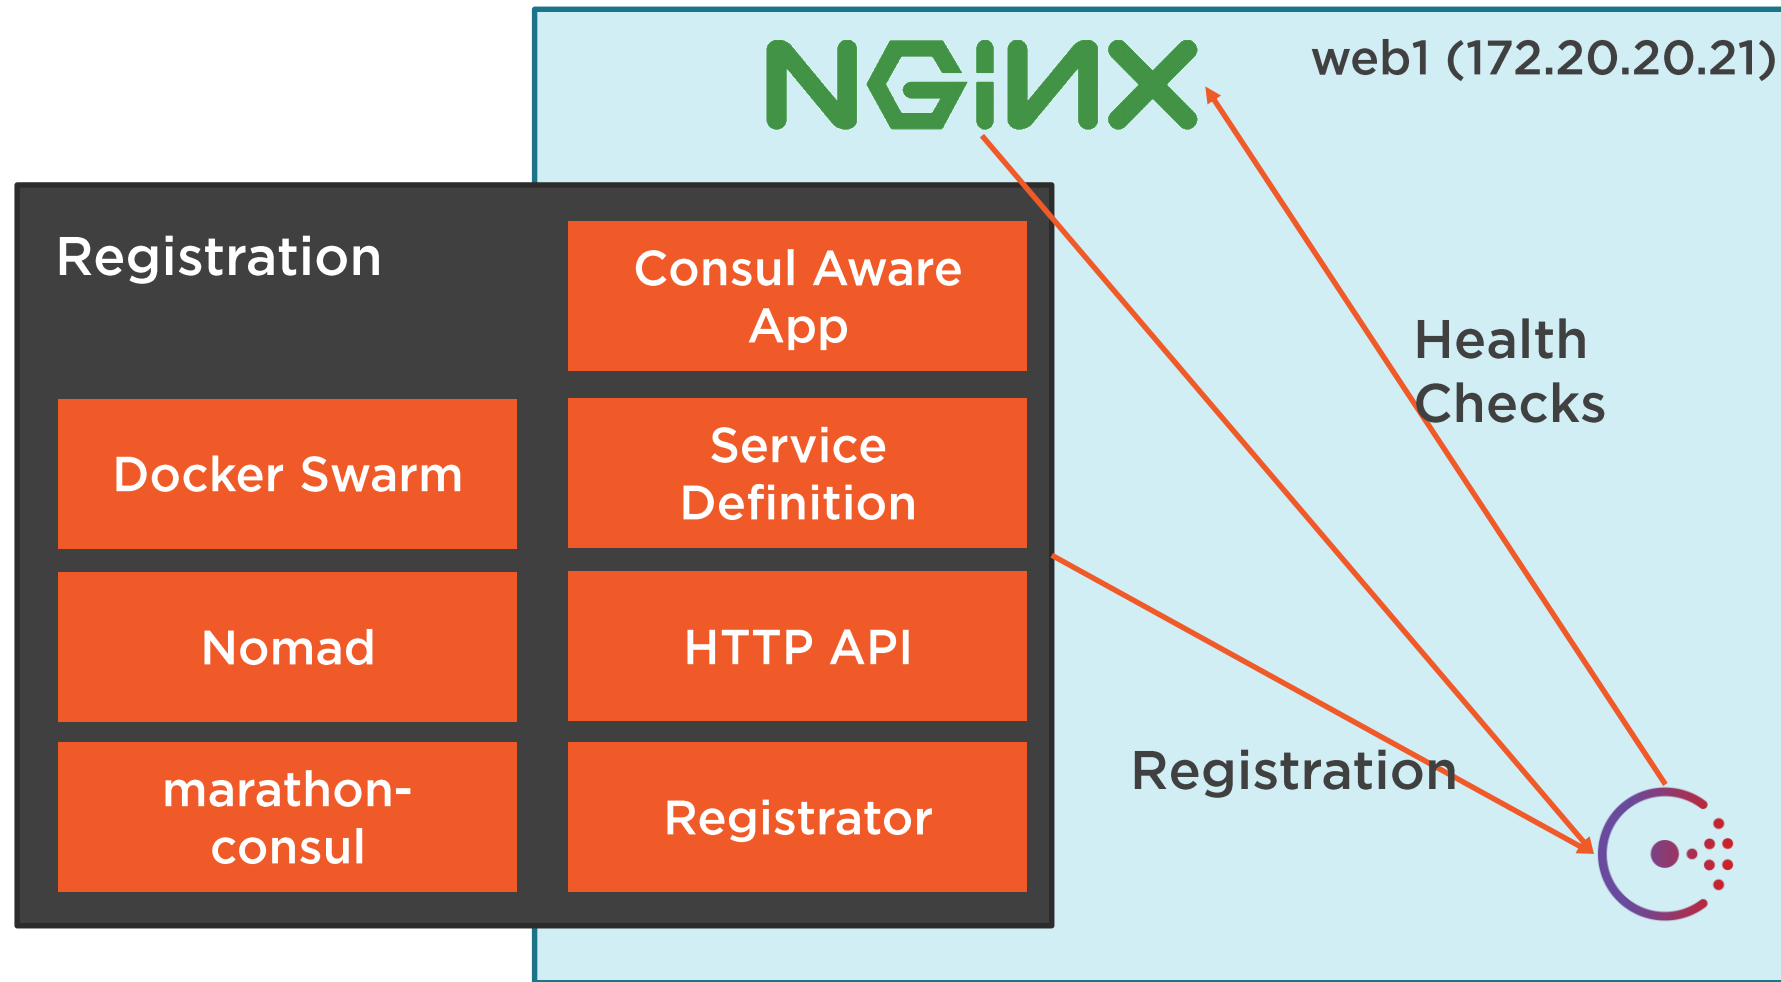 NGiNX
web1 (172.20.20.21)
Registration
Consul Aware
App
Docker Swarm
Service
Definition
Nomad
HTTP API
marathon-
consul
Registrator
Health
Checks
Registration